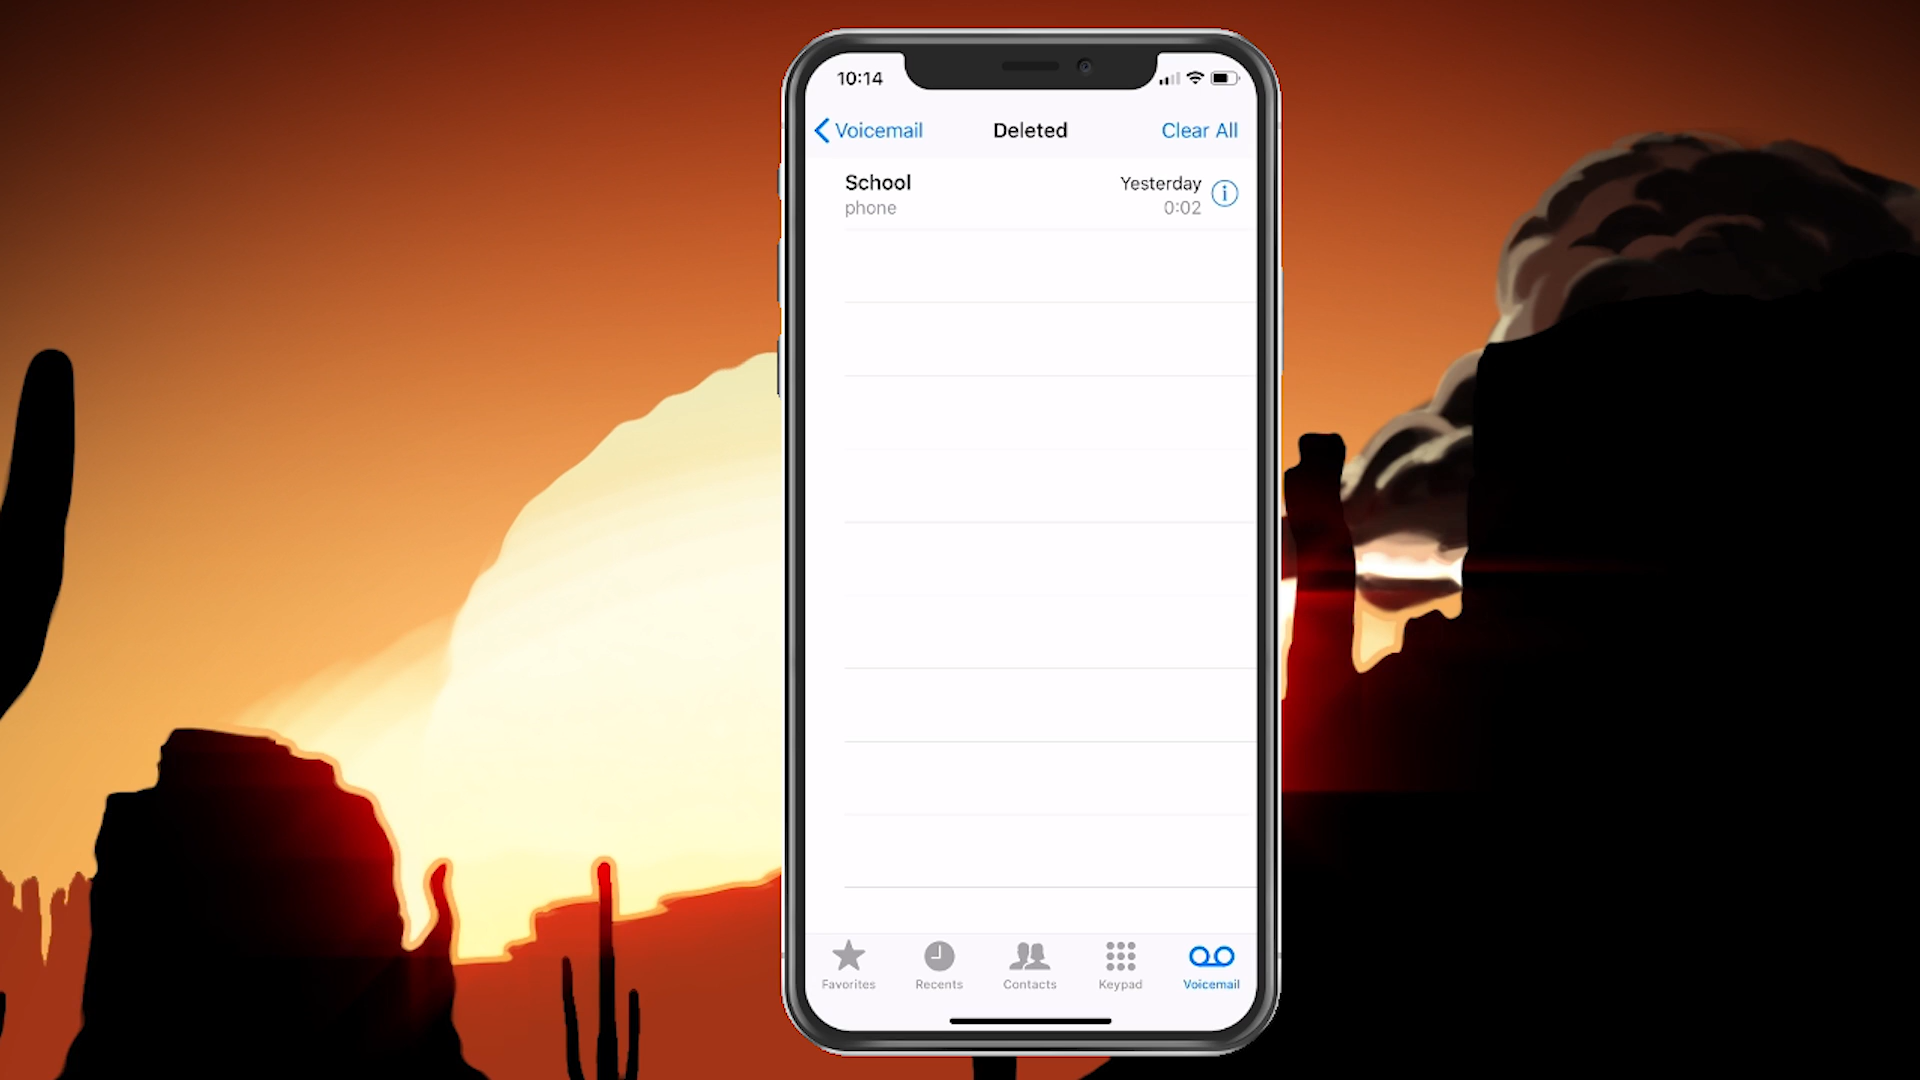 10:14
Voicemail Deleted Clear All
School Yesterday
phone 0:02
Favorites Recents Contacts Keypad Voicemail